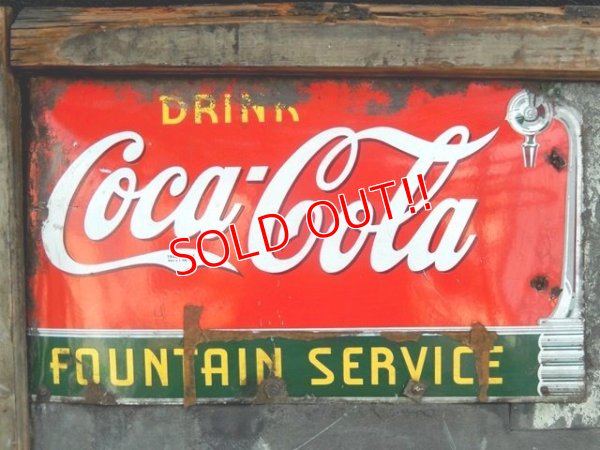 DRINK
Coca-Cola
SOLD OUT!!
FOUNTAIN SERVICE